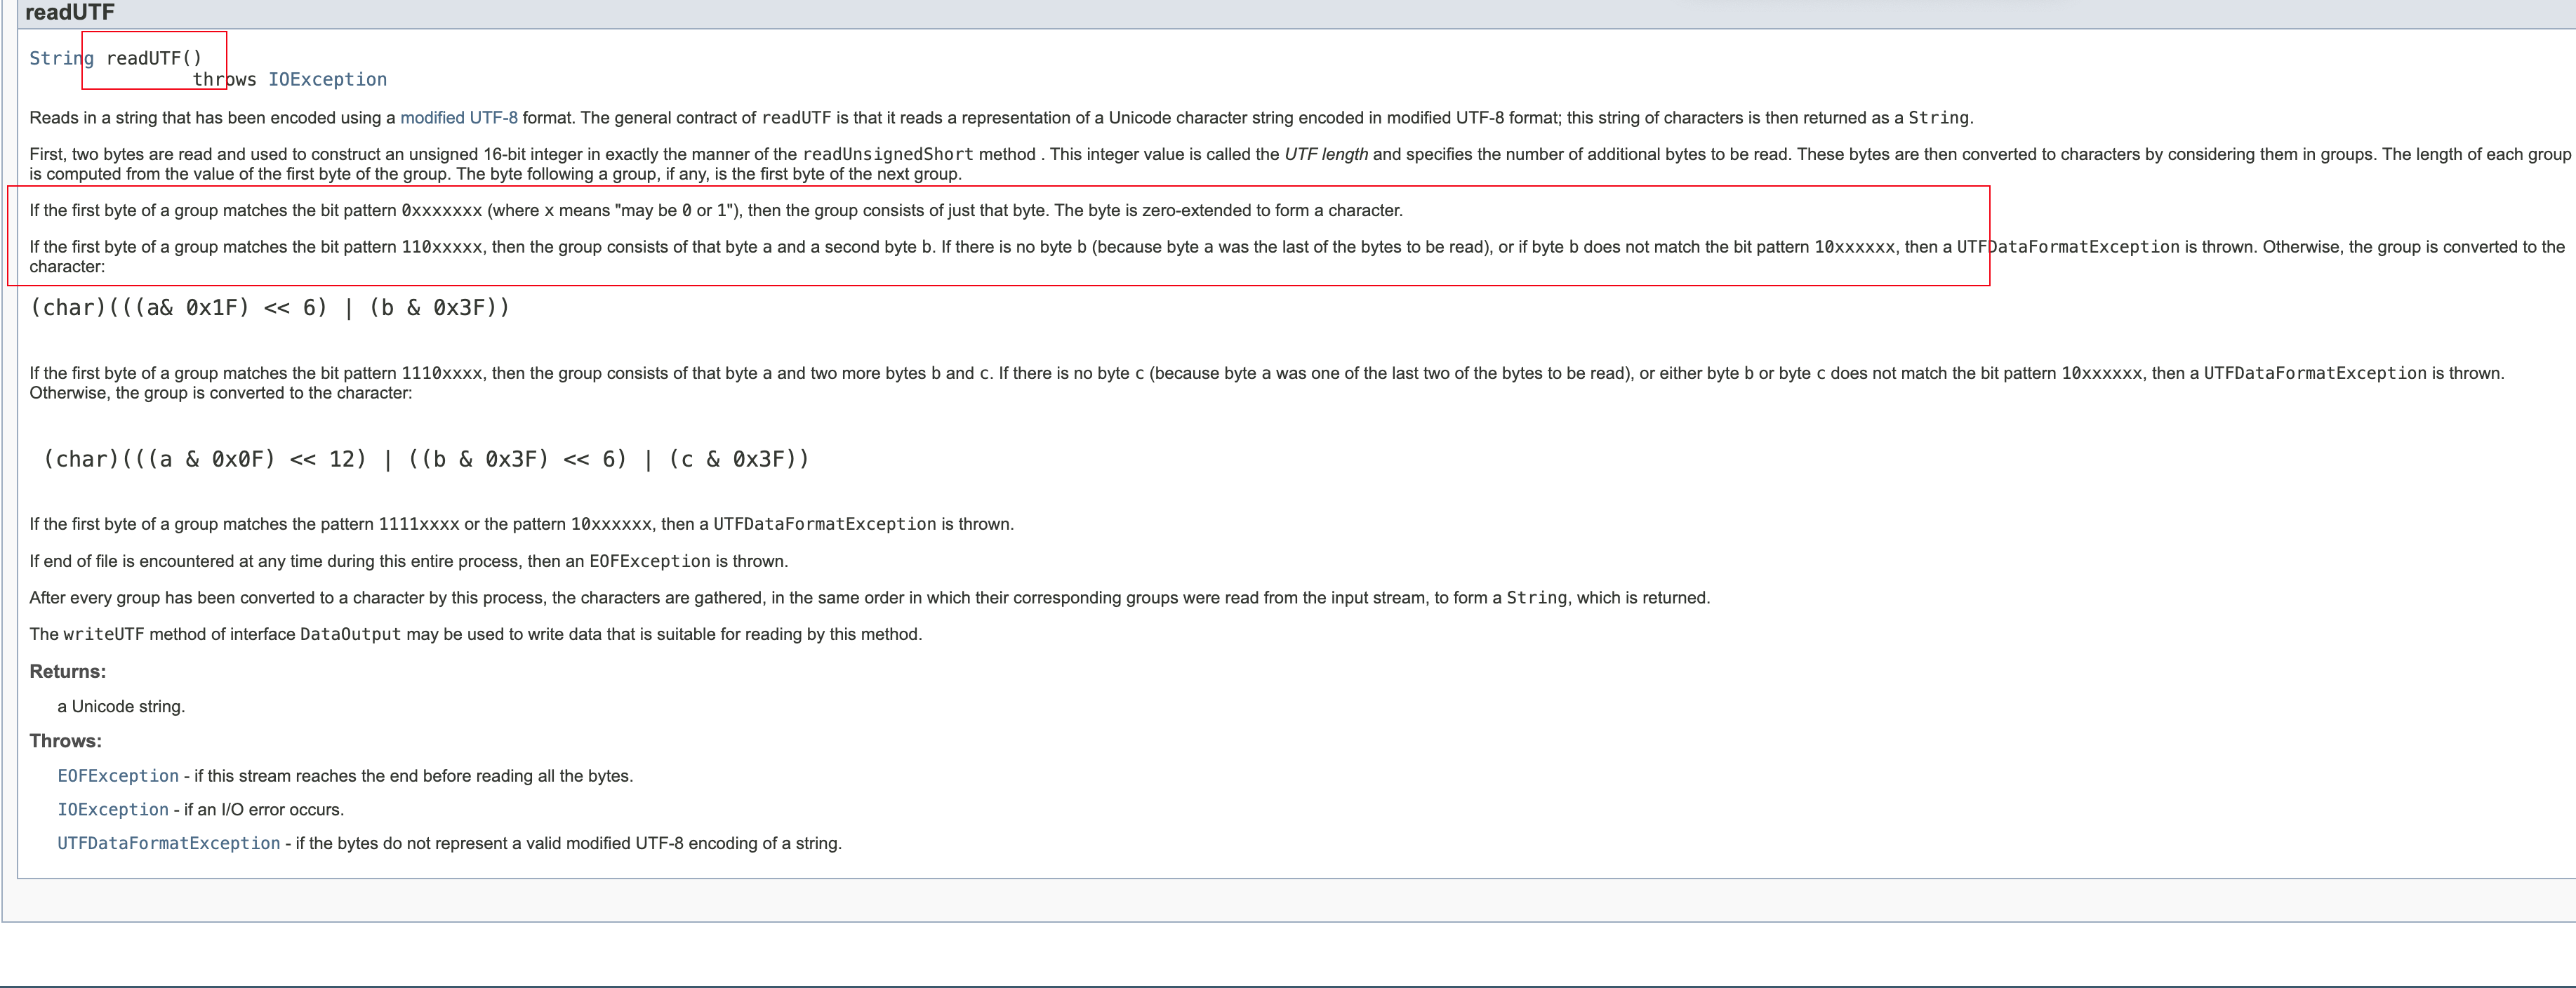 readUTF
String readUTF()
throws IOException
Reads in a string that has been encoded using a modified UTF-8 format. The general contract of readUTF is that it reads a representation of a Unicode character string encoded in modified UTF-8 format; this string of characters is then returned as a String.
First, two bytes are read and used to construct an unsigned 16-bit integer in exactly the manner of the readUnsignedShort method . This integer value is called the UTF length and specifies the number of additional bytes to be read. These bytes are then converted to characters by considering them in groups. The length of each group
is computed from the value of the first byte of the group. The byte following a group, if any, is the first byte of the next group.
If the first byte of a group matches the bit pattern 0xxxxxxx (where x means "may be 0 or 1"), then the group consists of just that byte. The byte is zero-extended to form a character.
If the first byte of a group matches the bit pattern 110xxxxx, then the group consists of that byte a and a second byte b. If there is no byte b (because byte a was the last of the bytes to be read), or if byte b does not match the bit pattern 10xxxxxx, then a UTFDataFormatException is thrown. Otherwise, the group is converted to the
character:
(char)(((a& 0x1F) << 6) | (b & 0x3F))
If the first byte of a group matches the bit pattern 1110xxxx, then the group consists of that byte a and two more bytes b and c. If there is no byte c (because byte a was one of the last two of the bytes to be read), or either byte b or byte c does not match the bit pattern 10xxxxxx, then a UTFDataFormatException is thrown.
Otherwise, the group is converted to the character:
(char)(((a & 0x0F) << 12) | ((b & 0x3F) << 6) | (c & 0x3F))
If the first byte of a group matches the pattern 1111xxxx or the pattern 10xxxxxx, then a UTFDataFormatException is thrown.
If end of file is encountered at any time during this entire process, then an EOFException is thrown.
After every group has been converted to a character by this process, the characters are gathered, in the same order in which their corresponding groups were read from the input stream, to form a String, which is returned.
The writeUTF method of interface DataOutput may be used to write data that is suitable for reading by this method.
Returns:
a Unicode string.
Throws:
EOFException - if this stream reaches the end before reading all the bytes.
IOException - if an I/O error occurs.
UTFDataFormatException - if the bytes do not represent a valid modified UTF-8 encoding of a string.